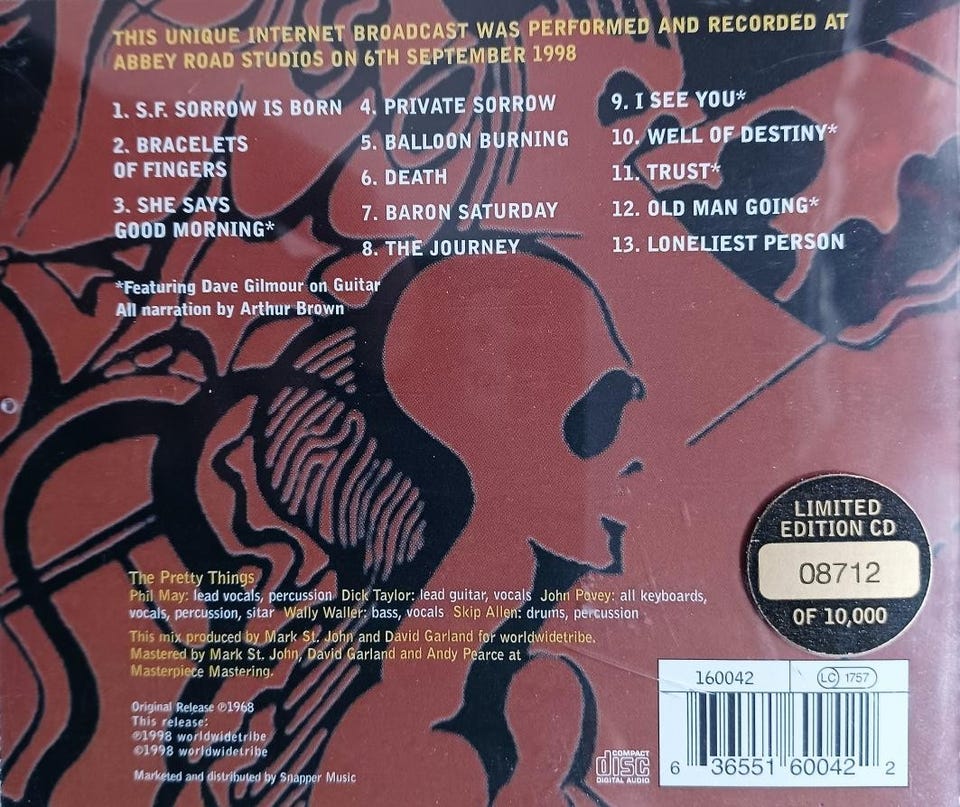 THIS UNIQUE INTERNET BROADCAST WAS PERFORMED AND RECORDED AT
ABBEY ROAD STUDIOS ON 6TH SEPTEMBER 1998
1. S.F. SORROW IS BORN
2. BRACELETS
OF FINGERS
3. SHE SAYS
GOOD MORNING*
4. PRIVATE SORROW
5. BALLOON BURNING
6. DEATH
7. BARON SATURDAY
8. THE JOURNEY
9. I SEE YOU*
10. WELL OF DESTINY*
11. TRUST*
12. OLD MAN GOING*
13. LONELIEST PERSON
*Featuring Dave Gilmour on Guitar
All narration by Arthur Brown
The Pretty Things
Phil May: lead vocals, percussion Dick Taylor: lead guitar, vocals John Povey: all keyboards,
vocals, percussion, sitar Wally Waller: bass, vocals Skip Allen: drums, percussion
This mix produced by Mark St. John and David Garland for worldwidetribe.
Mastered by Mark St. John, David Garland and Andy Pearce at
Masterpiece Mastering.
Original Release ℗1968
This release:
℗1998 worldwidetribe
©1998 worldwidetribe
Marketed and distributed by Snapper Music
LIMITED
EDITION CD
08712
OF 10,000
COMPACT
disc
DIGITAL AUDIO
160042
LC 1757
6 36551 60042 2